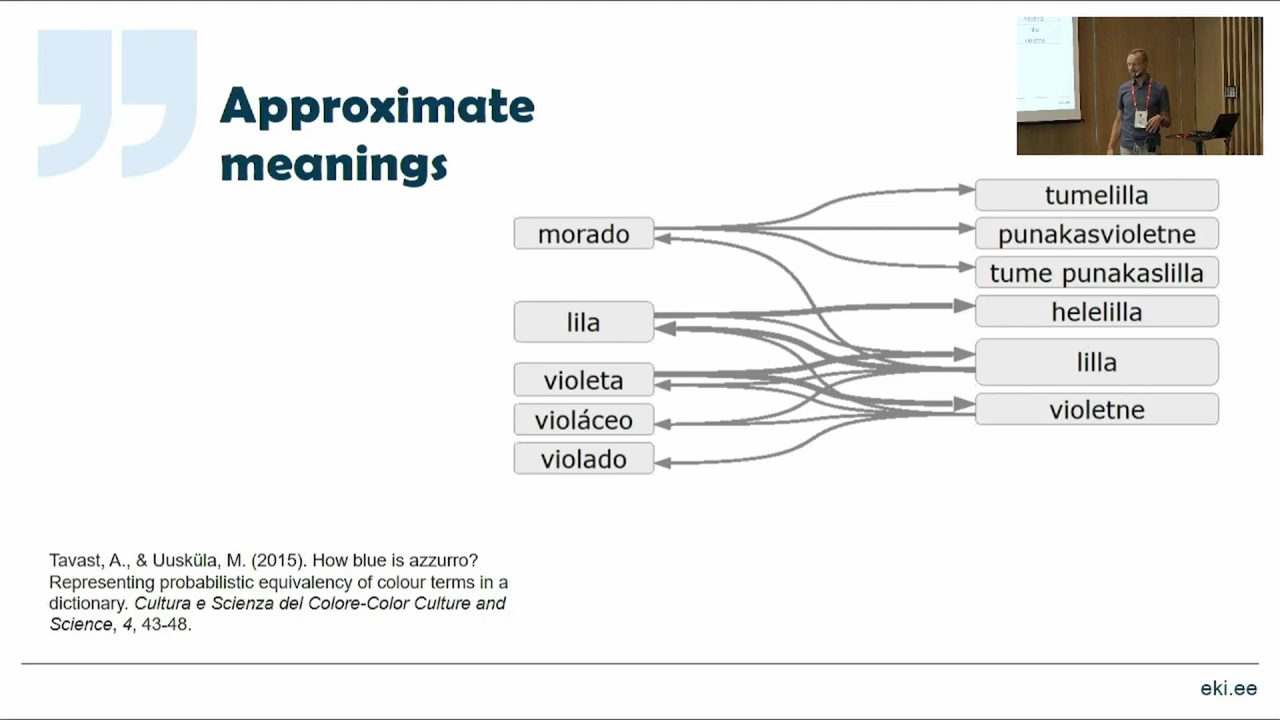 Approximate
meanings
morado
lila
violeta
violáceo
violado
tumelilla
punakasvioletne
tume punakaslilla
helelilla
lilla
violetne
Tavast, A., & Uusküla, M. (2015). How blue is azzurro?
Representing probabilistic equivalency of colour terms in a
dictionary. Cultura e Scienza del Colore-Color Culture and
Science, 4, 43-48.
eki.ee